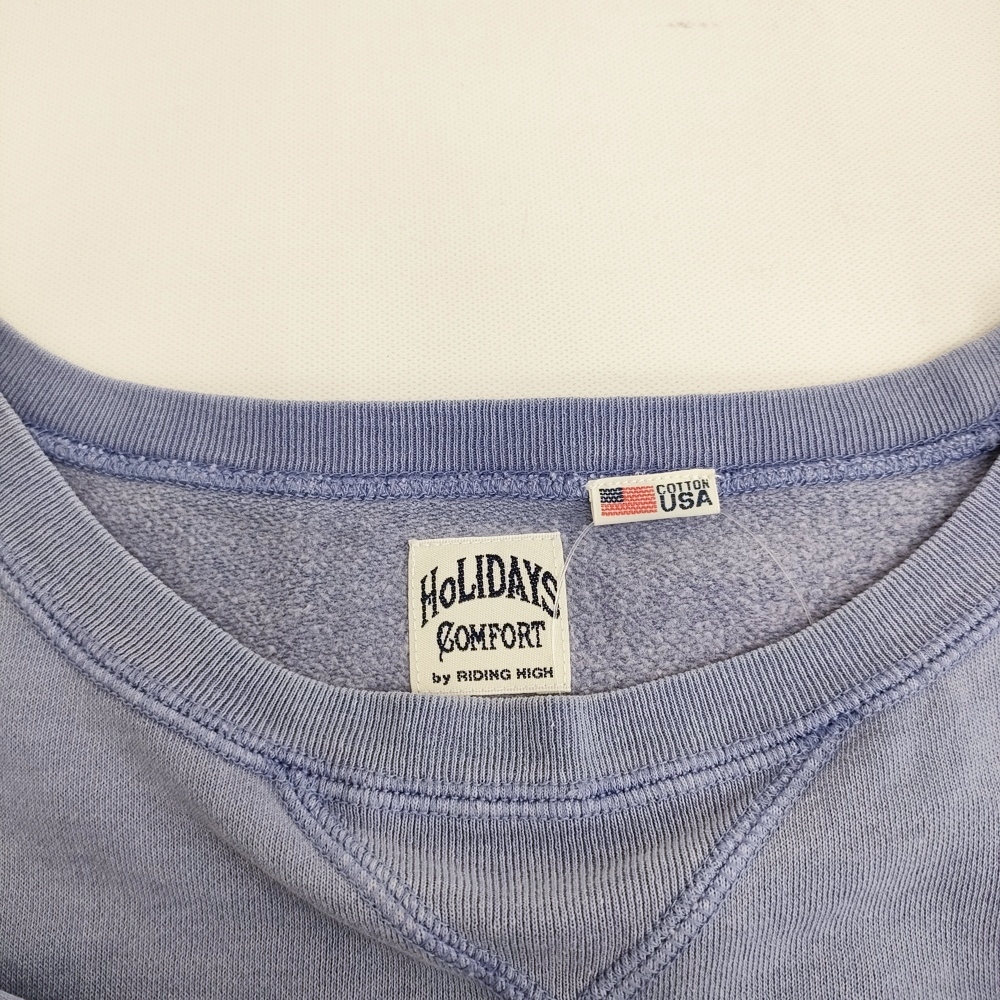 COTTON
USA
HoLIDAYS
COMFORT
by RIDING HIGH